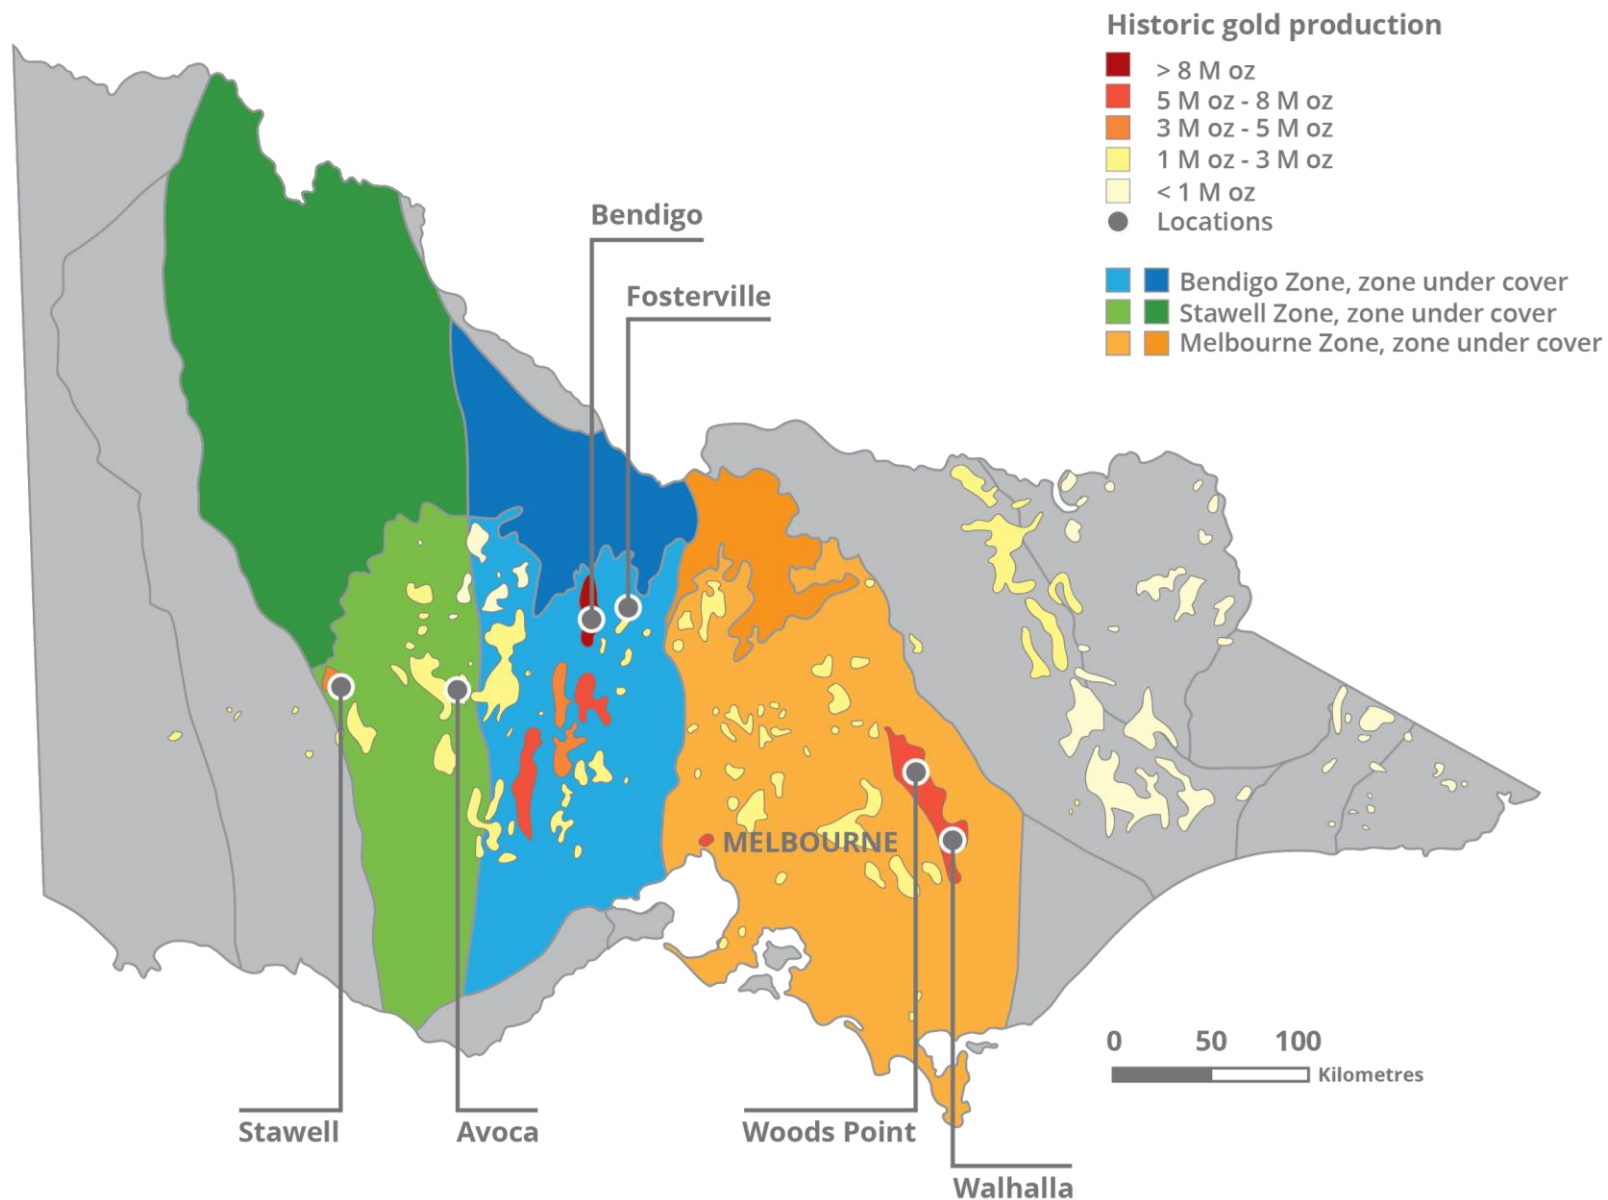 Historic gold production
> 8 M oz
5 M oz - 8 M oz
3 M oz - 5 M oz
1 M oz - 3 M oz
< 1 M oz
Locations
Bendigo Zone, zone under cover
Stawell Zone, zone under cover
Melbourne Zone, zone under cover
Bendigo
Fosterville
MELBOURNE
0 50 100
Kilometres
Stawell
Avoca
Woods Point
Walhalla